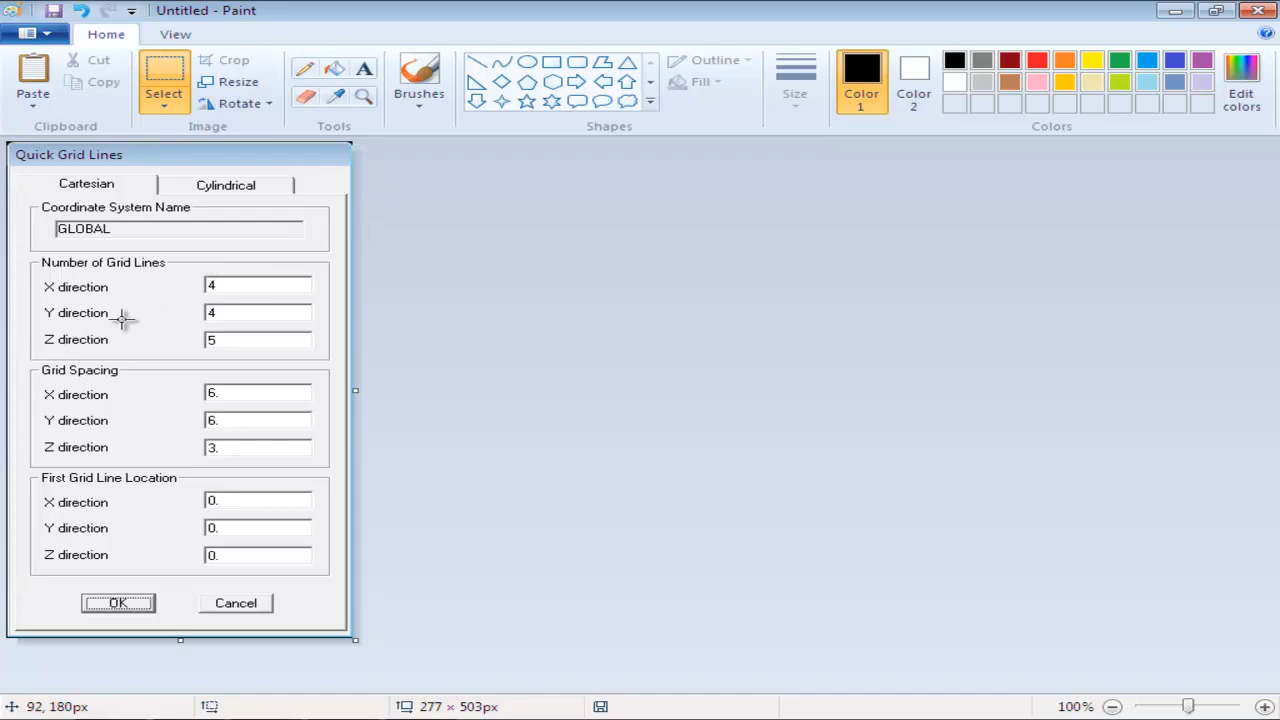 Untitled - Paint
Home View
Paste
Cut
Copy
Clipboard
Select
Crop
Resize
Rotate
Image
A
Tools
Brushes
Outline
Fill
Shapes
Size
Color 1
Color 2
Edit colors
Colors
Quick Grid Lines
Cartesian Cylindrical
Coordinate System Name
GLOBAL
Number of Grid Lines
X direction 4
Y direction 4
Z direction 5
Grid Spacing
X direction 6.
Y direction 6.
Z direction 3.
First Grid Line Location
X direction 0.
Y direction 0.
Z direction 0.
OK Cancel
92, 180px 277 × 503px 100%